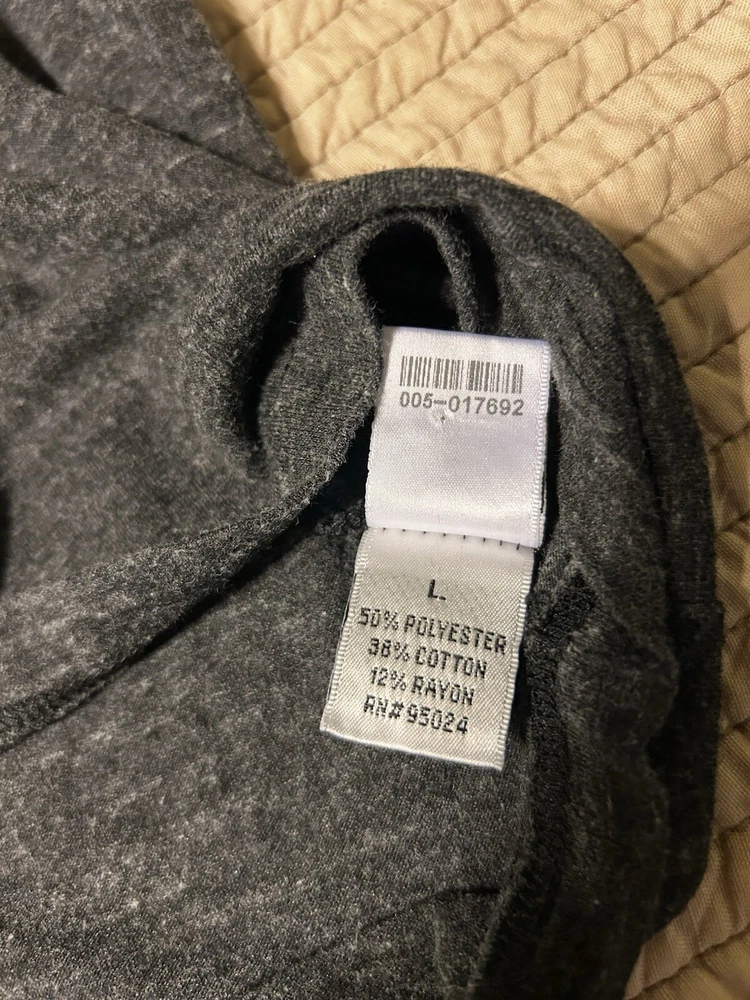 005-017692
L
50% POLYESTER
38% COTTON
12% RAYON
RN# 95024